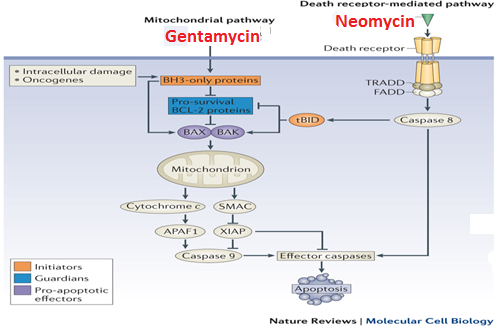 Mitochondrial pathway
Gentamycin
Death receptor-mediated pathway
Neomycin
Death receptor
• Intracellular damage
• Oncogenes
BH3-only proteins
TRADD
FADD
Pro-survival
BCL-2 proteins
tBID
Caspase 8
BAX
BAK
Mitochondrion
Cytochrome c
SMAC
APAF1
XIAP
Caspase 9
Effector caspases
Initiators
Guardians
Pro-apoptotic
effectors
Apoptosis
Nature Reviews | Molecular Cell Biology